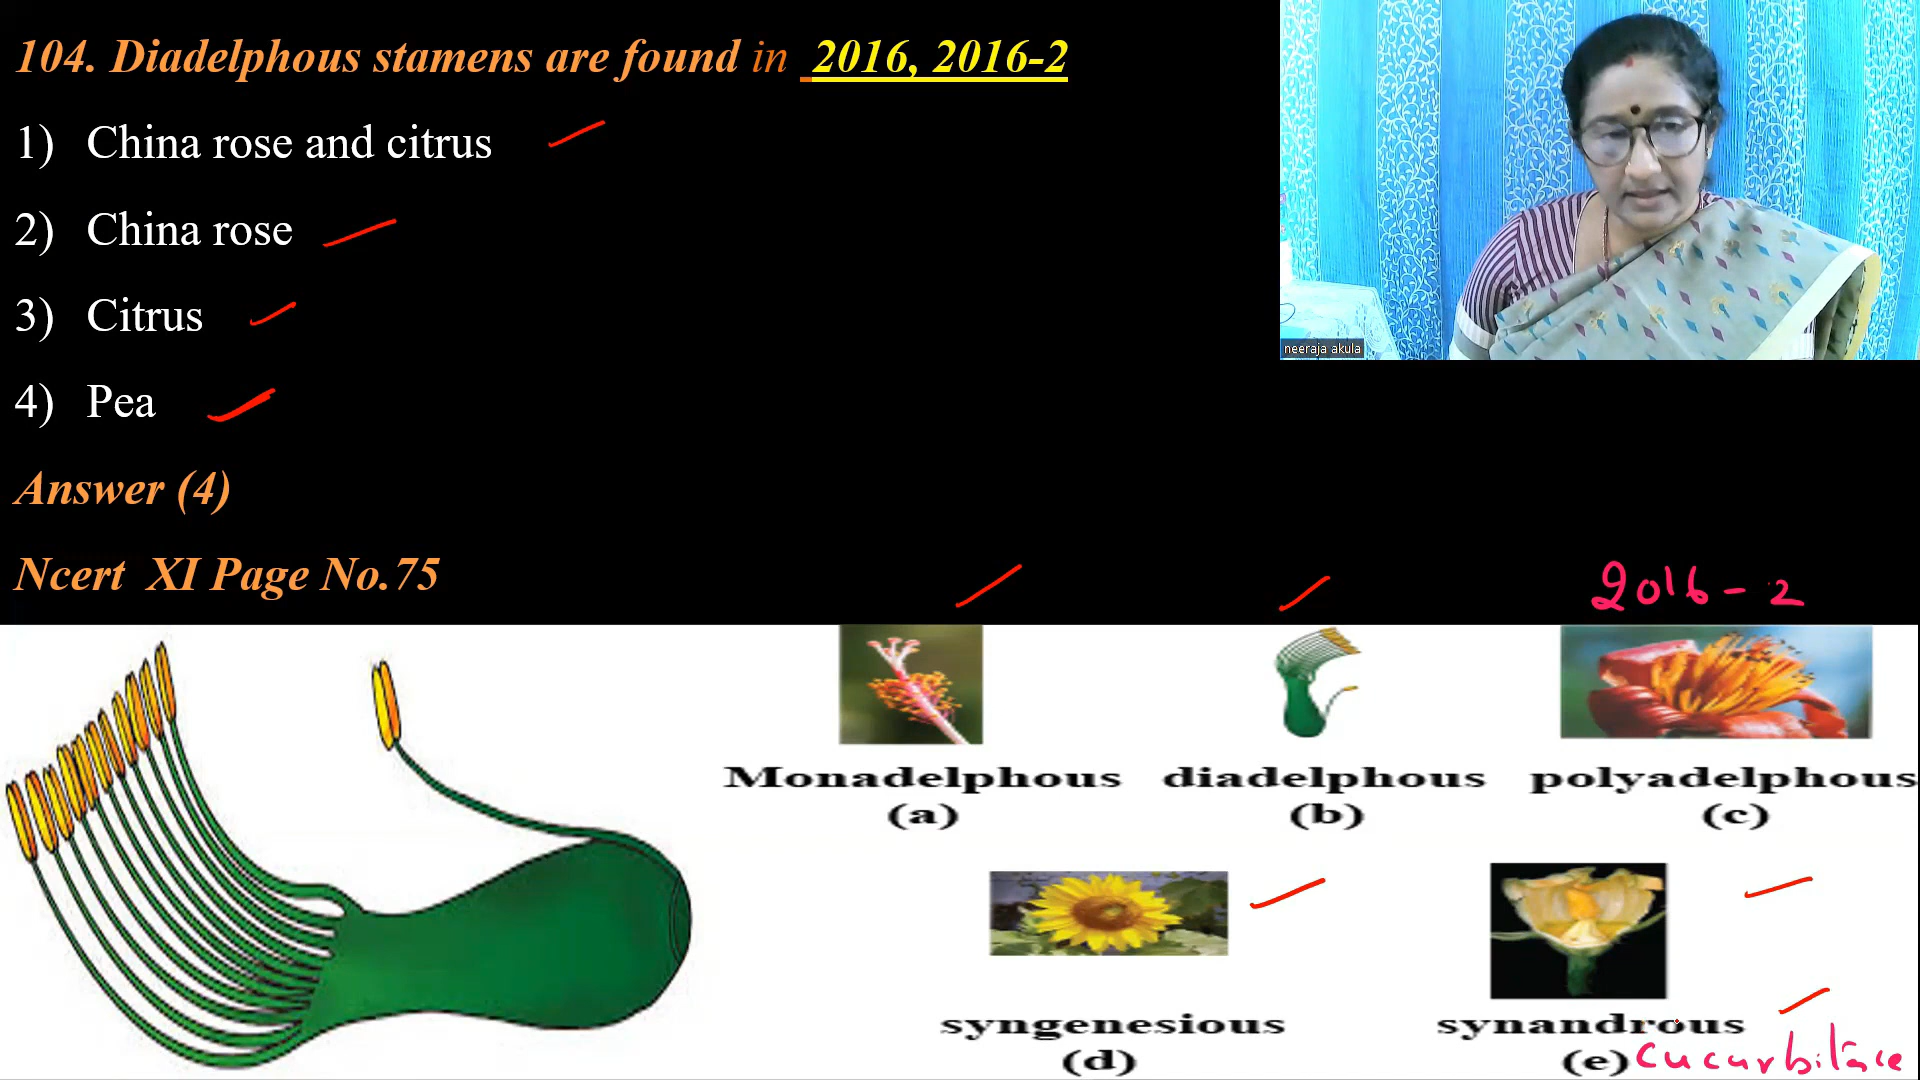 104. Diadelphous stamens are found in 2016, 2016-2
1) China rose and citrus
2) China rose
3) Citrus
4) Pea
Answer (4)
Ncert XI Page No.75
neeraja akula
2016 - 2
Monadelphous diadelphous polyadelphous
(a) (b) (c)
syngenesious synandrous
(d) (e) Cucurbitace